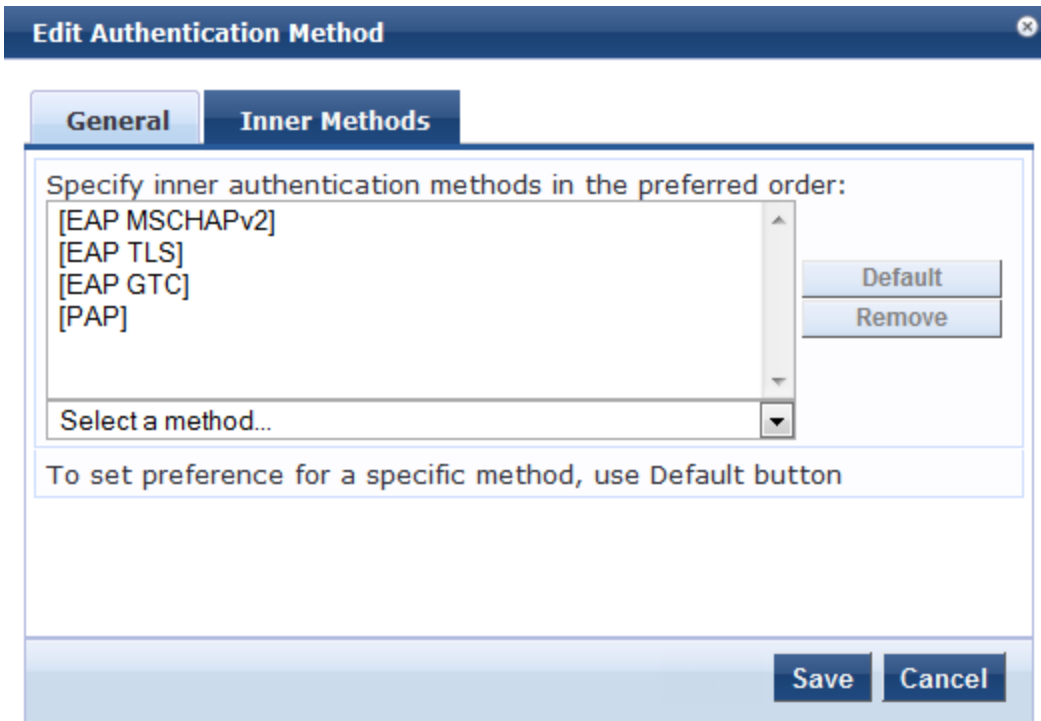 Edit Authentication Method
General
Inner Methods
Specify inner authentication methods in the preferred order:
[EAP MSCHAPv2]
[EAP TLS]
[EAP GTC]
[PAP]
Default
Remove
Select a method...
To set preference for a specific method, use Default button
Save
Cancel